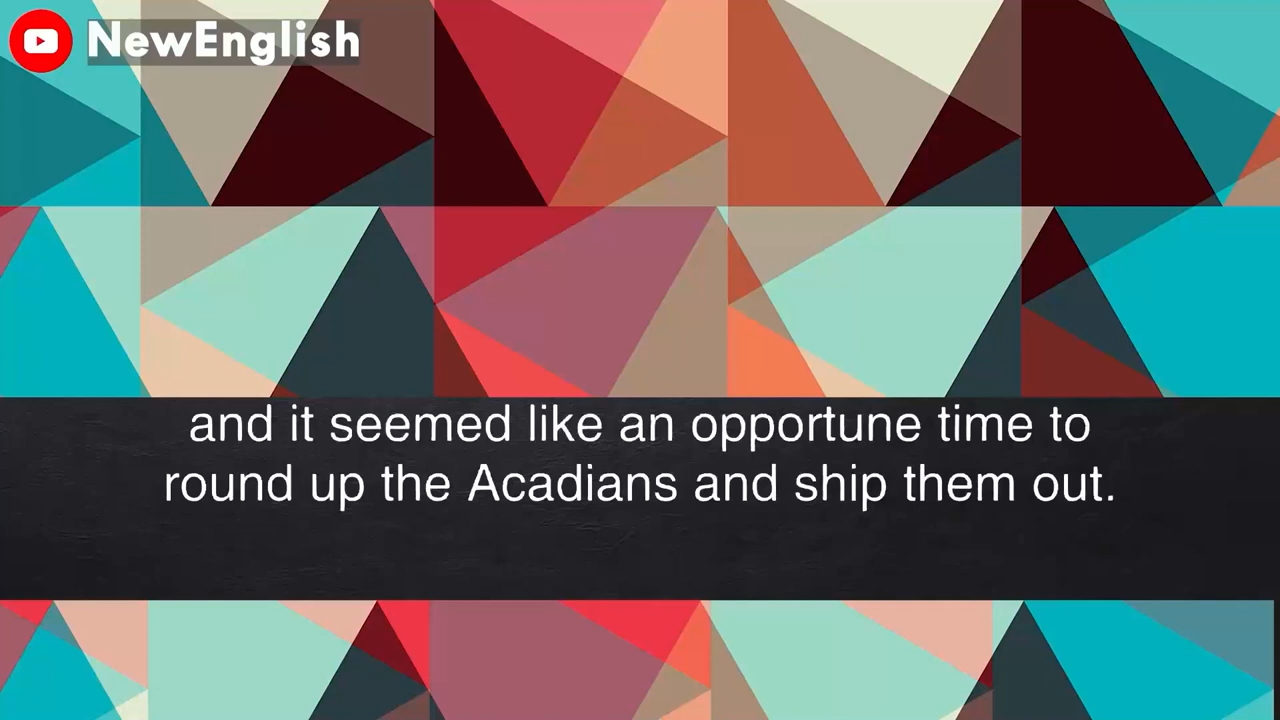 NewEnglish
and it seemed like an opportune time to
round up the Acadians and ship them out.